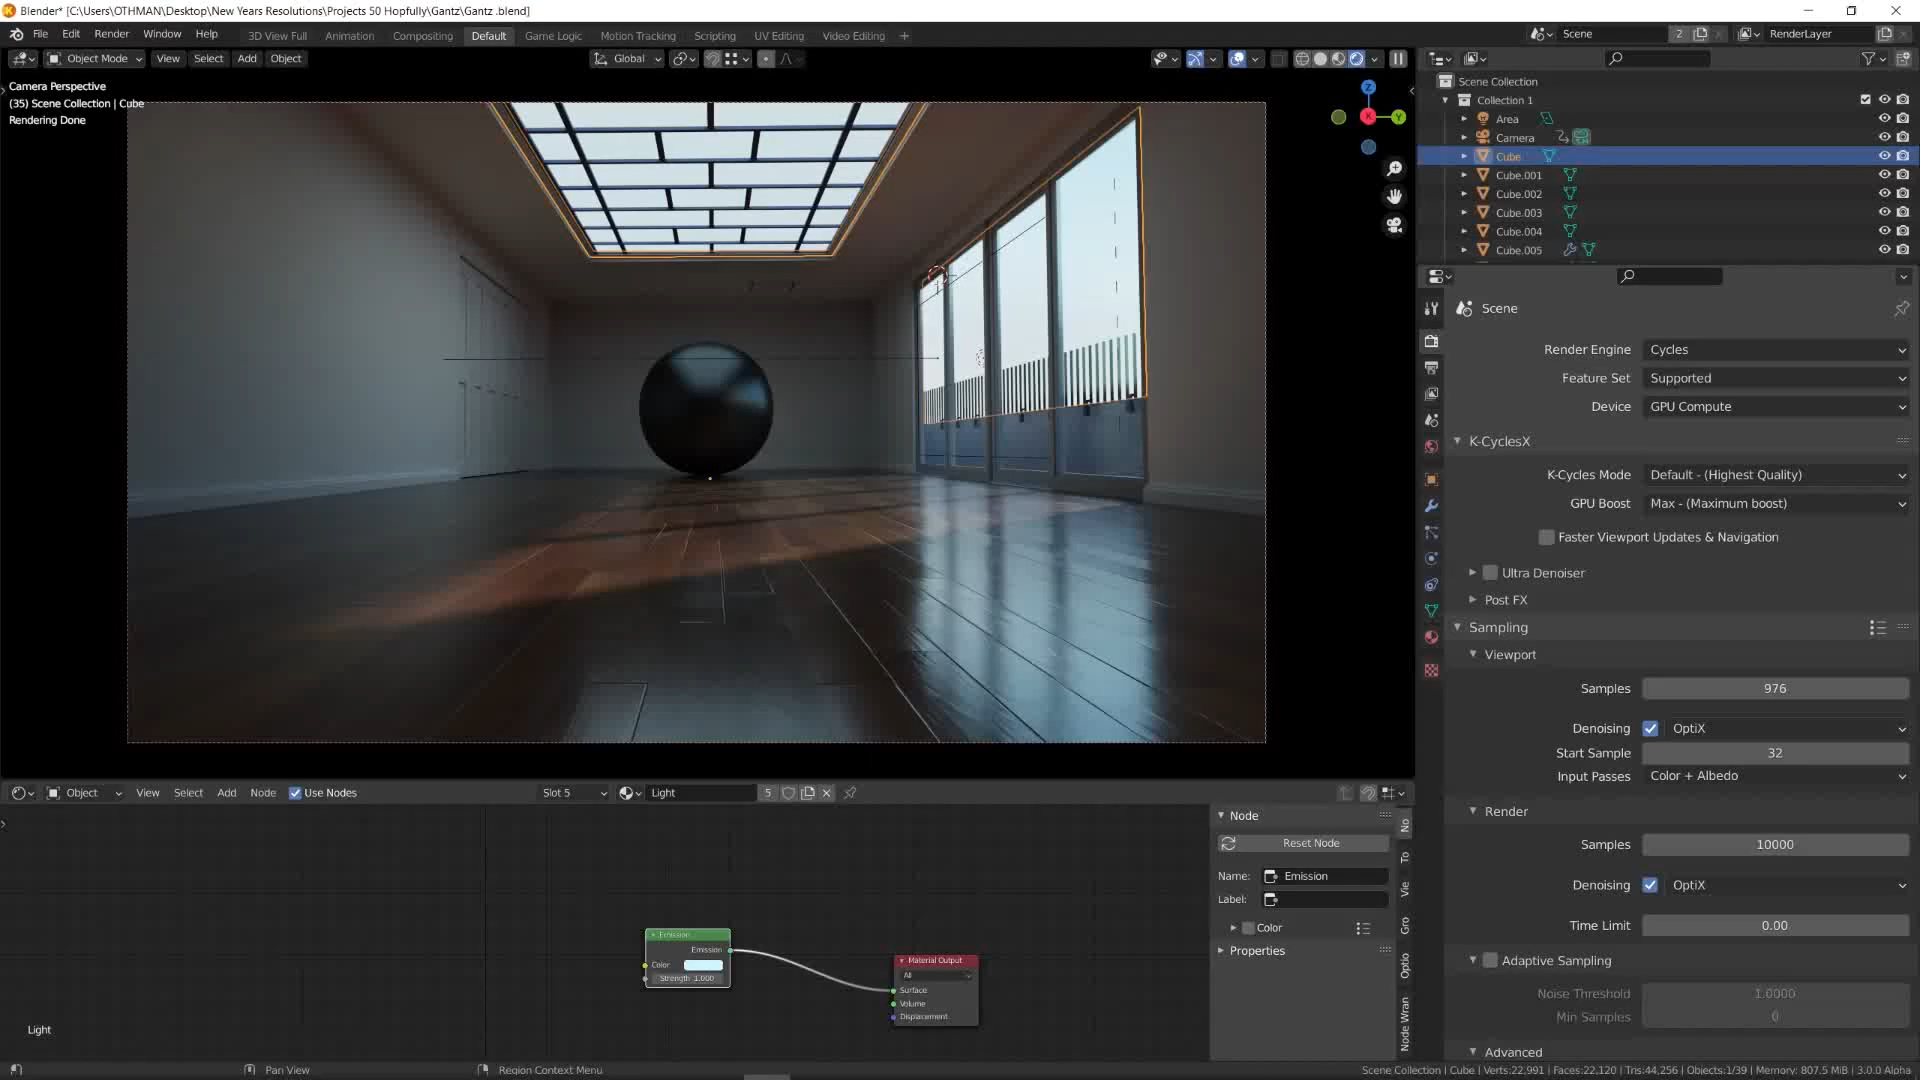 Blender* [C:\Users\OTHMAN\Desktop\New Years Resolutions\Projects 50 Hopfully\Gantz\Gantz .blend]
File Edit Render Window Help 3D View Full Animation Compositing Default Game Logic Motion Tracking Scripting UV Editing Video Editing + Scene 2 RenderLayer
Object Mode View Select Add Object Global
Camera Perspective
(35) Scene Collection | Cube
Rendering Done
Z
X
Y
Scene Collection
Collection 1
Area
Camera
Cube
Cube.001
Cube.002
Cube.003
Cube.004
Cube.005
Scene
Render Engine Cycles
Feature Set Supported
Device GPU Compute
K-CyclesX
K-Cycles Mode Default - (Highest Quality)
GPU Boost Max - (Maximum boost)
Faster Viewport Updates & Navigation
Ultra Denoiser
Post FX
Sampling
Viewport
Samples 976
Denoising OptiX
Start Sample 32
Input Passes Color + Albedo
Render
Samples 10000
Denoising OptiX
Time Limit 0.00
Adaptive Sampling
Noise Threshold 1.0000
Min Samples 0
Advanced
Object View Select Add Node Use Nodes Slot 5 Light 5
Node
Reset Node
Name: Emission
Label:
Color
Properties
No
To
Vie
Gro
Optio
Node Wran
Emission
Emission
Color
Strength 1.000
Material Output
All
Surface
Volume
Displacement
Light
Pan View Region Context Menu Scene Collection | Cube | Verts:22,991 | Faces:22,120 | Tris:44,256 | Objects:1/39 | Memory: 807.5 MiB | 3.0.0 Alpha